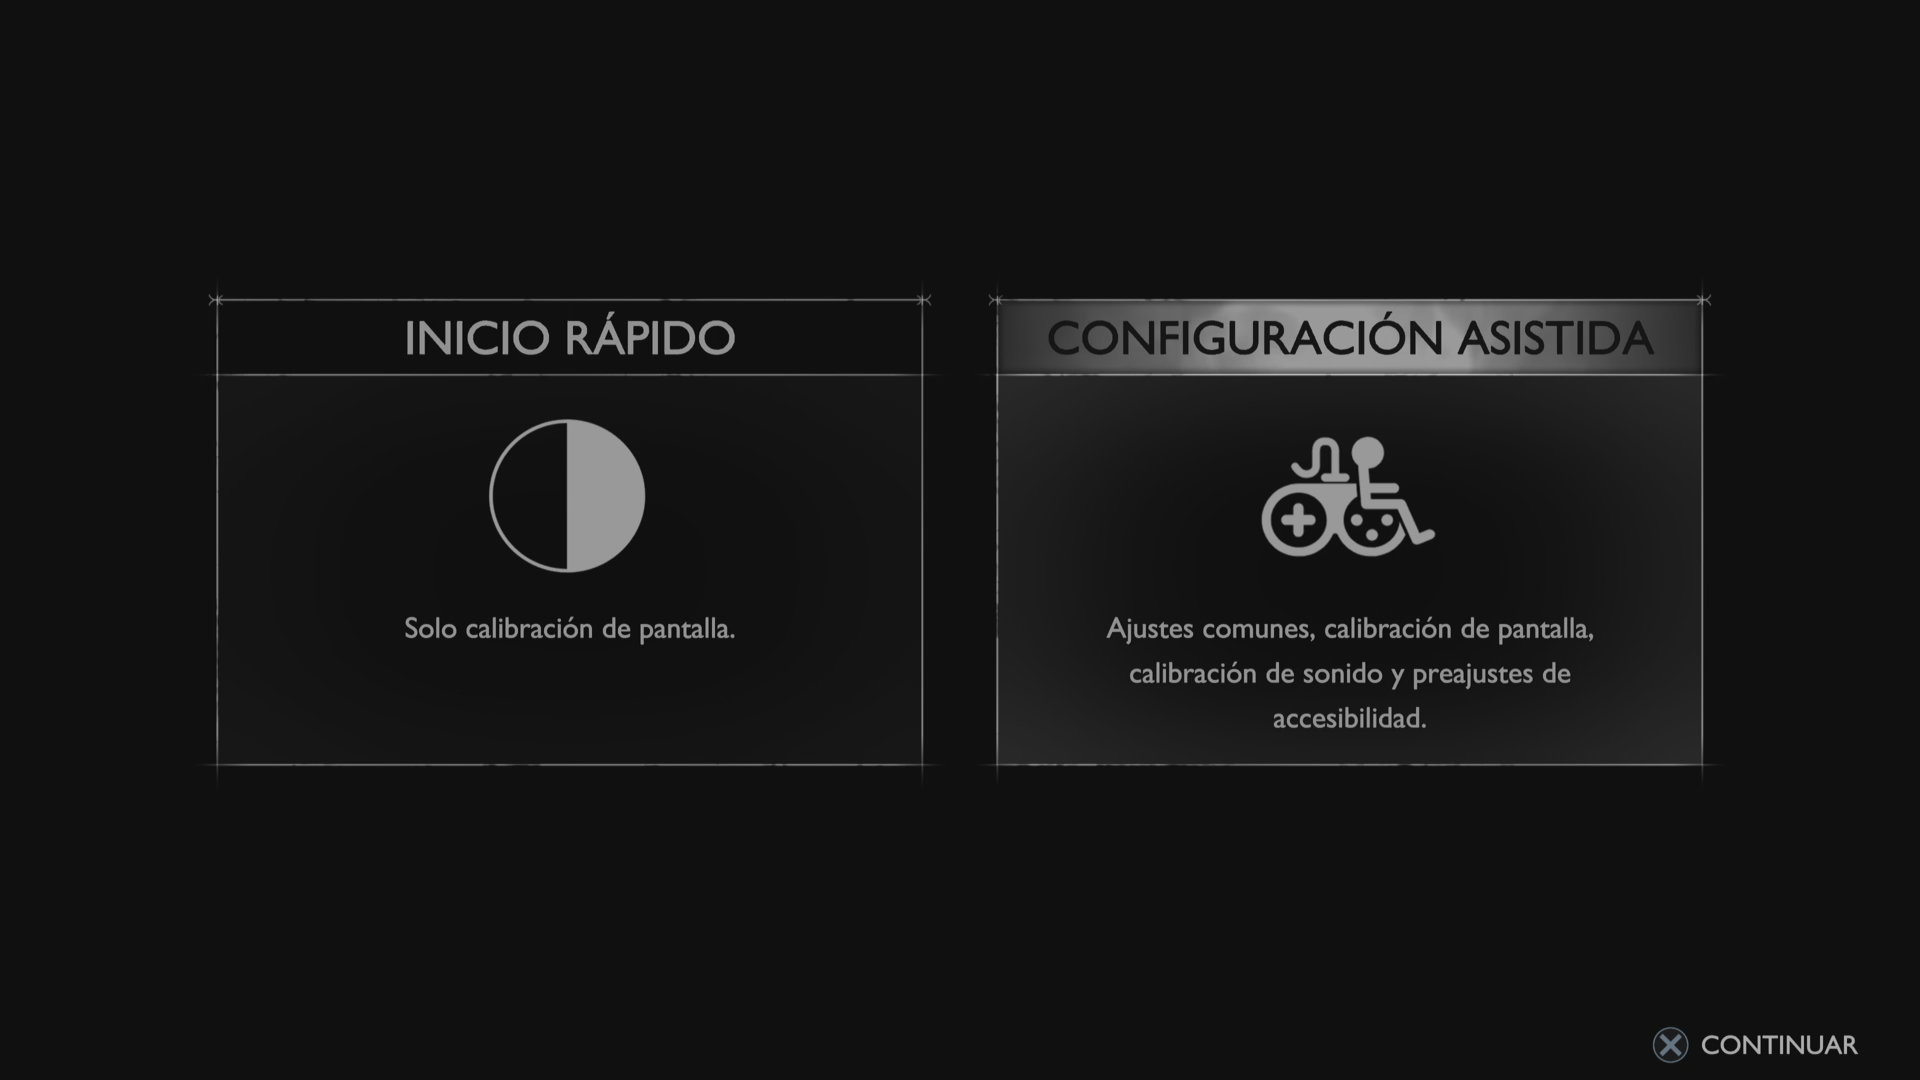 INICIO RÁPIDO
Solo calibración de pantalla.
CONFIGURACIÓN ASISTIDA
Ajustes comunes, calibración de pantalla,
calibración de sonido y preajustes de
accesibilidad.
CONTINUAR